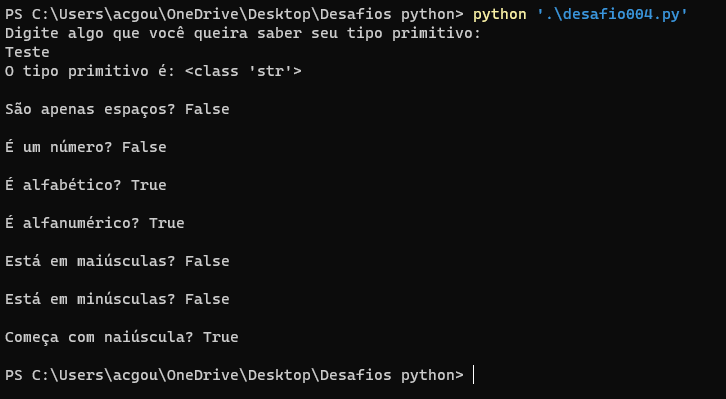 PS C:\Users\acgou\OneDrive\Desktop\Desafios python> python '.\desafio004.py'
Digite algo que você queira saber seu tipo primitivo:
Teste
O tipo primitivo é: <class 'str'>
São apenas espaços? False
É um número? False
É alfabético? True
É alfanumérico? True
Está em maiúsculas? False
Está em minúsculas? False
Começa com naiúscula? True
PS C:\Users\acgou\OneDrive\Desktop\Desafios python>